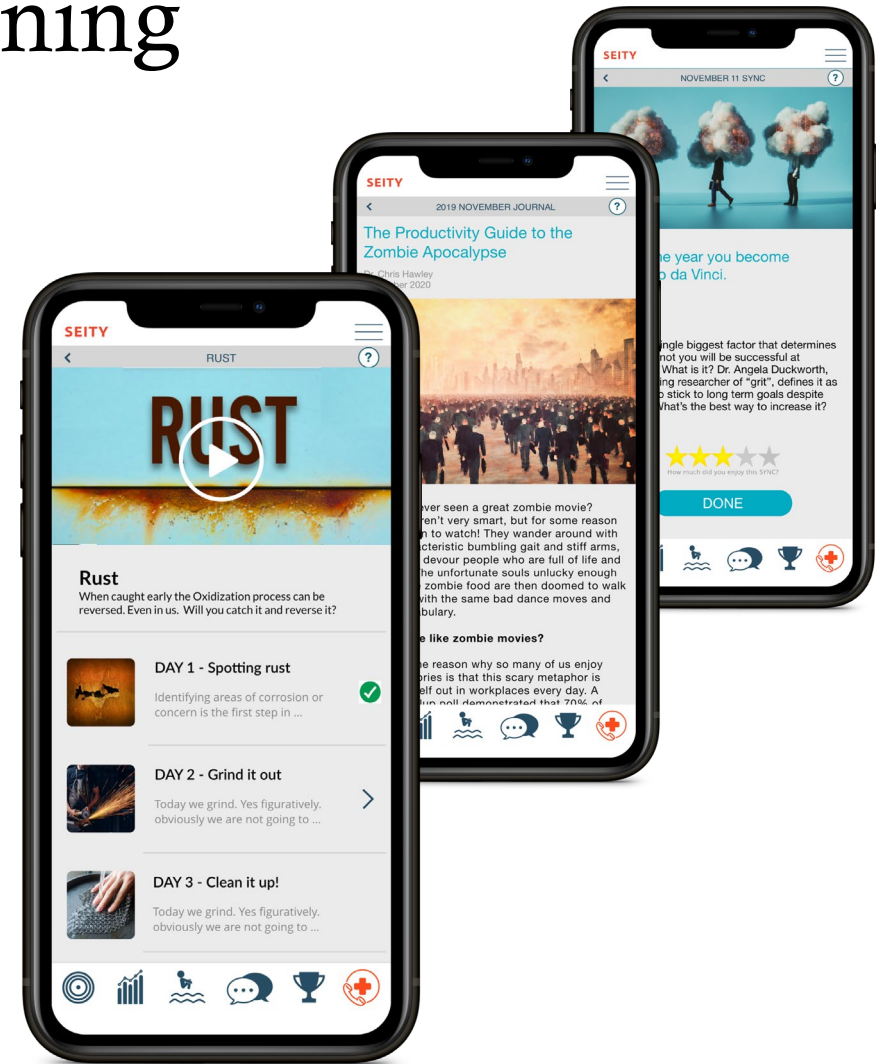 ning
SEITY
NOVEMBER 11 SYNC
?
ne year you become
o da Vinci.
ingle biggest factor that determines
not you will be successful at
What is it? Dr. Angela Duckworth,
ing researcher of "grit", defines it as
o stick to long term goals despite
What's the best way to increase it?
How much did you enjoy this SYNC?
DONE
SEITY
2019 NOVEMBER JOURNAL
?
The Productivity Guide to the
Zombie Apocalypse
Dr. Chris Hawley
ber 2020
ever seen a great zombie movie?
ren't very smart, but for some reason
n to watch! They wander around with
cteristic bumbling gait and stiff arms,
devour people who are full of life and
he unfortunate souls unlucky enough
zombie food are then doomed to walk
with the same bad dance moves and
bulary.
e like zombie movies?
e reason why so many of us enjoy
ories is that this scary metaphor is
elf out in workplaces every day. A
lup poll demonstrated that 70% of
SEITY
RUST
?
RUST
Rust
When caught early the Oxidization process can be
reversed. Even in us. Will you catch it and reverse it?
DAY 1 - Spotting rust
Identifying areas of corrosion or
concern is the first step in ...
DAY 2 - Grind it out
Today we grind. Yes figuratively.
obviously we are not going to ...
DAY 3 - Clean it up!
Today we grind. Yes figuratively.
obviously we are not going to ...